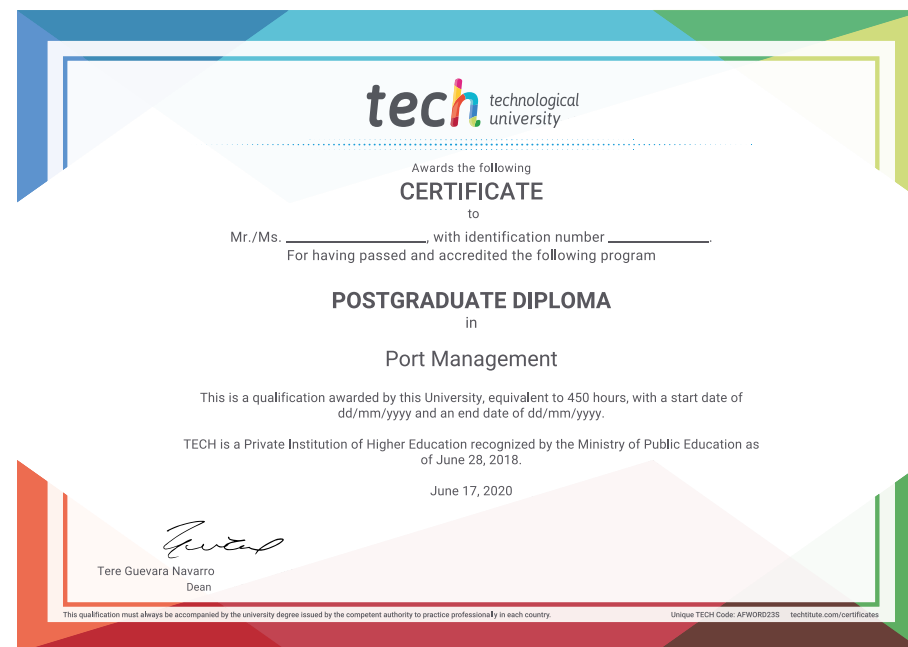 tech technological
university
Awards the following
CERTIFICATE
to
Mr./Ms. ____________, with identification number ____________.
For having passed and accredited the following program
POSTGRADUATE DIPLOMA
in
Port Management
This is a qualification awarded by this University, equivalent to 450 hours, with a start date of
dd/mm/yyyy and an end date of dd/mm/yyyy.
TECH is a Private Institution of Higher Education recognized by the Ministry of Public Education as
of June 28, 2018.
June 17, 2020
Tere Guevara Navarro
Dean
This qualification must always be accompanied by the university degree issued by the competent authority to practice professionally in each country.
Unique TECH Code: AFWORD23S techtitute.com/certificates